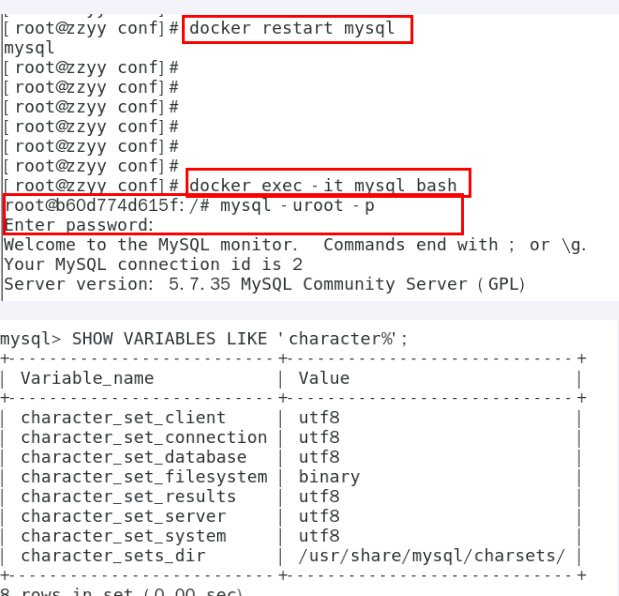 [root@zzyy conf]# docker restart mysql
mysql
[root@zzyy conf]#
[root@zzyy conf]#
[root@zzyy conf]#
[root@zzyy conf]#
[root@zzyy conf]#
[root@zzyy conf]#
[root@zzyy conf]# docker exec -it mysql bash
root@b60d774d615f:/# mysql -uroot -p
Enter password:
Welcome to the MySQL monitor.  Commands end with ; or \g.
Your MySQL connection id is 2
Server version: 5.7.35 MySQL Community Server (GPL)
mysql> SHOW VARIABLES LIKE 'character%';
+--------------------------+----------------------------+
| Variable_name            | Value                      |
+--------------------------+----------------------------+
| character_set_client     | utf8                       |
| character_set_connection | utf8                       |
| character_set_database   | utf8                       |
| character_set_filesystem | binary                     |
| character_set_results    | utf8                       |
| character_set_server     | utf8                       |
| character_set_system     | utf8                       |
| character_sets_dir       | /usr/share/mysql/charsets/ |
+--------------------------+----------------------------+
8 rows in set (0.00 sec)